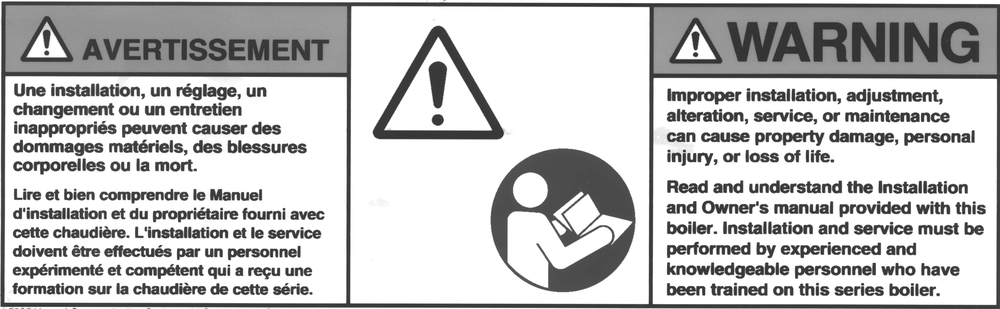 AVERTISSEMENT
Une installation, un réglage, un
changement ou un entretien
inappropriés peuvent causer des
dommages matériels, des blessures
corporelles ou la mort.
Lire et bien comprendre le Manuel
d'installation et du propriétaire fourni avec
cette chaudière. L'installation et le service
doivent être effectués par un personnel
expérimenté et compétent qui a reçu une
formation sur la chaudière de cette série.
WARNING
Improper installation, adjustment,
alteration, service, or maintenance
can cause property damage, personal
injury, or loss of life.
Read and understand the Installation
and Owner's manual provided with this
boiler. Installation and service must be
performed by experienced and
knowledgeable personnel who have
been trained on this series boiler.